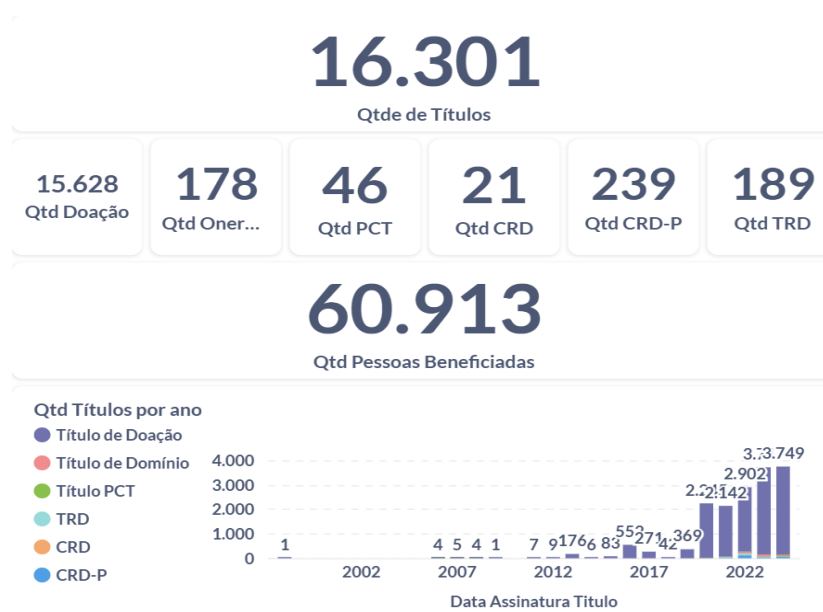 16.301
Qtde de Títulos
15.628
Qtd Doação
178
Qtd Oner...
46
Qtd PCT
21
Qtd CRD
239
Qtd CRD-P
189
Qtd TRD
60.913
Qtd Pessoas Beneficiadas
Qtd Títulos por ano
Título de Doação
Título de Domínio
Título PCT
TRD
CRD
CRD-P
4.000
3.000
2.000
1.000
0
1
4 5 4 1
7 9 176 6 83 552 271 42 369
2.142
2.902
3.749
2002 2007 2012 2017 2022
Data Assinatura Titulo